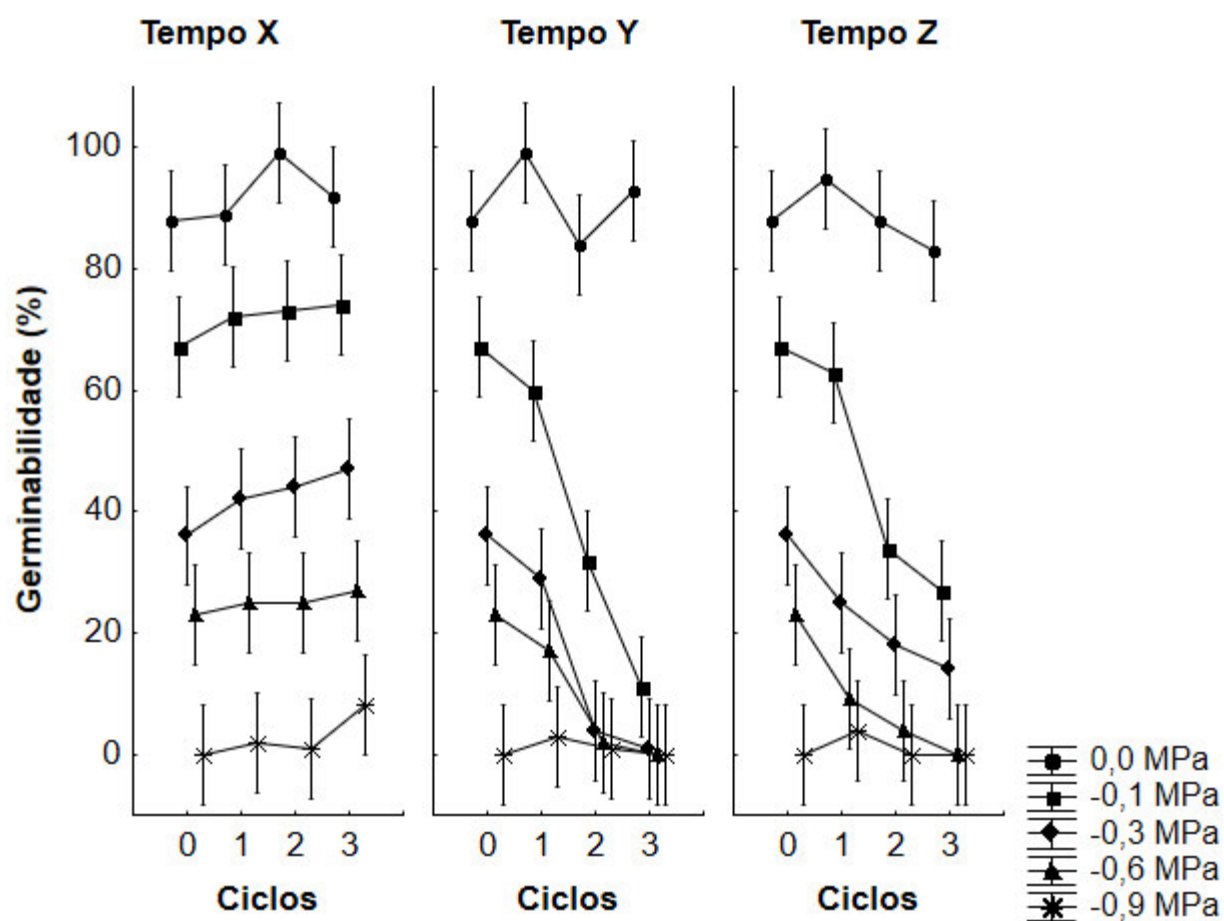 Tempo X
Tempo Y
Tempo Z
Germinabilidade (%)
100
80
60
40
20
0
0 1 2 3
0 1 2 3
0 1 2 3
Ciclos
Ciclos
Ciclos
0,0 MPa
-0,1 MPa
-0,3 MPa
-0,6 MPa
-0,9 MPa